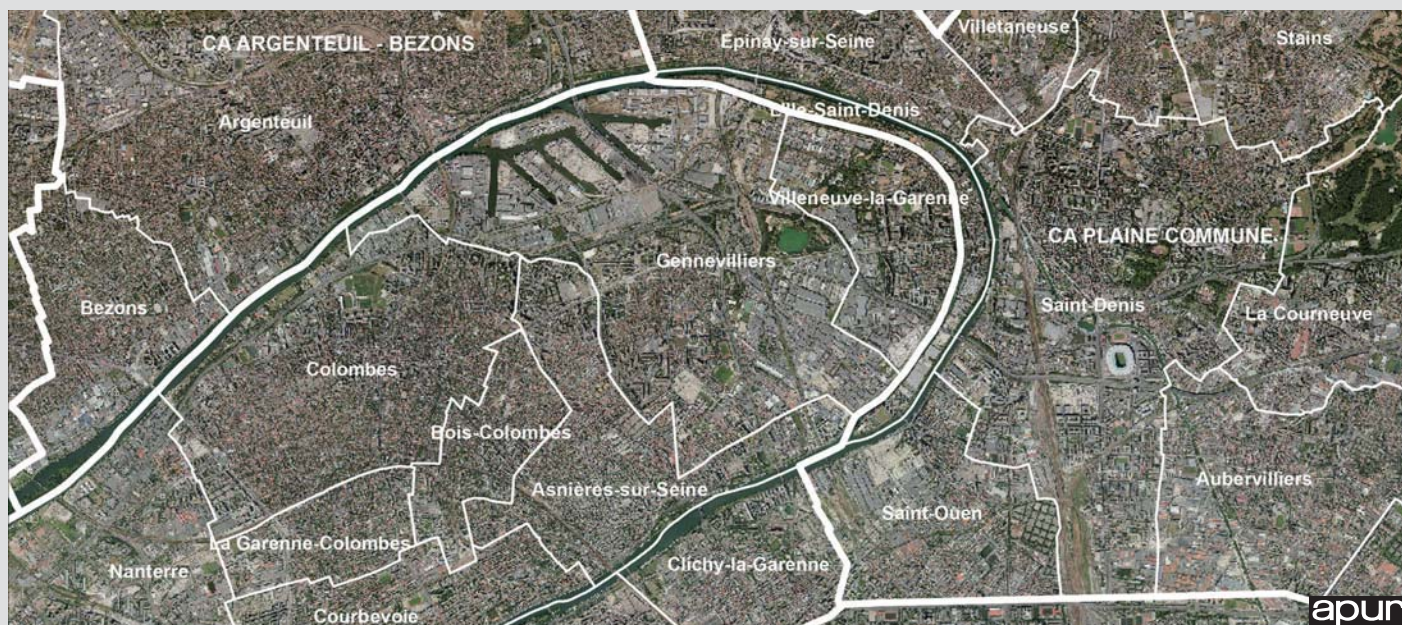 Villetaneuse
CA ARGENTEUIL - BEZONS
Epinay-sur-Seine
Stains
L'Ile-Saint-Denis
Argenteuil
Villeneuve-la-Garenne
CA PLAINE COMMUNE
Gennevilliers
Bezons
Saint-Denis
La Courneuve
Colombes
Bois-Colombes
Aubervilliers
Asnières-sur-Seine
Saint-Ouen
La Garenne-Colombes
Clichy-la-Garenne
Nanterre
Courbevoie
apur